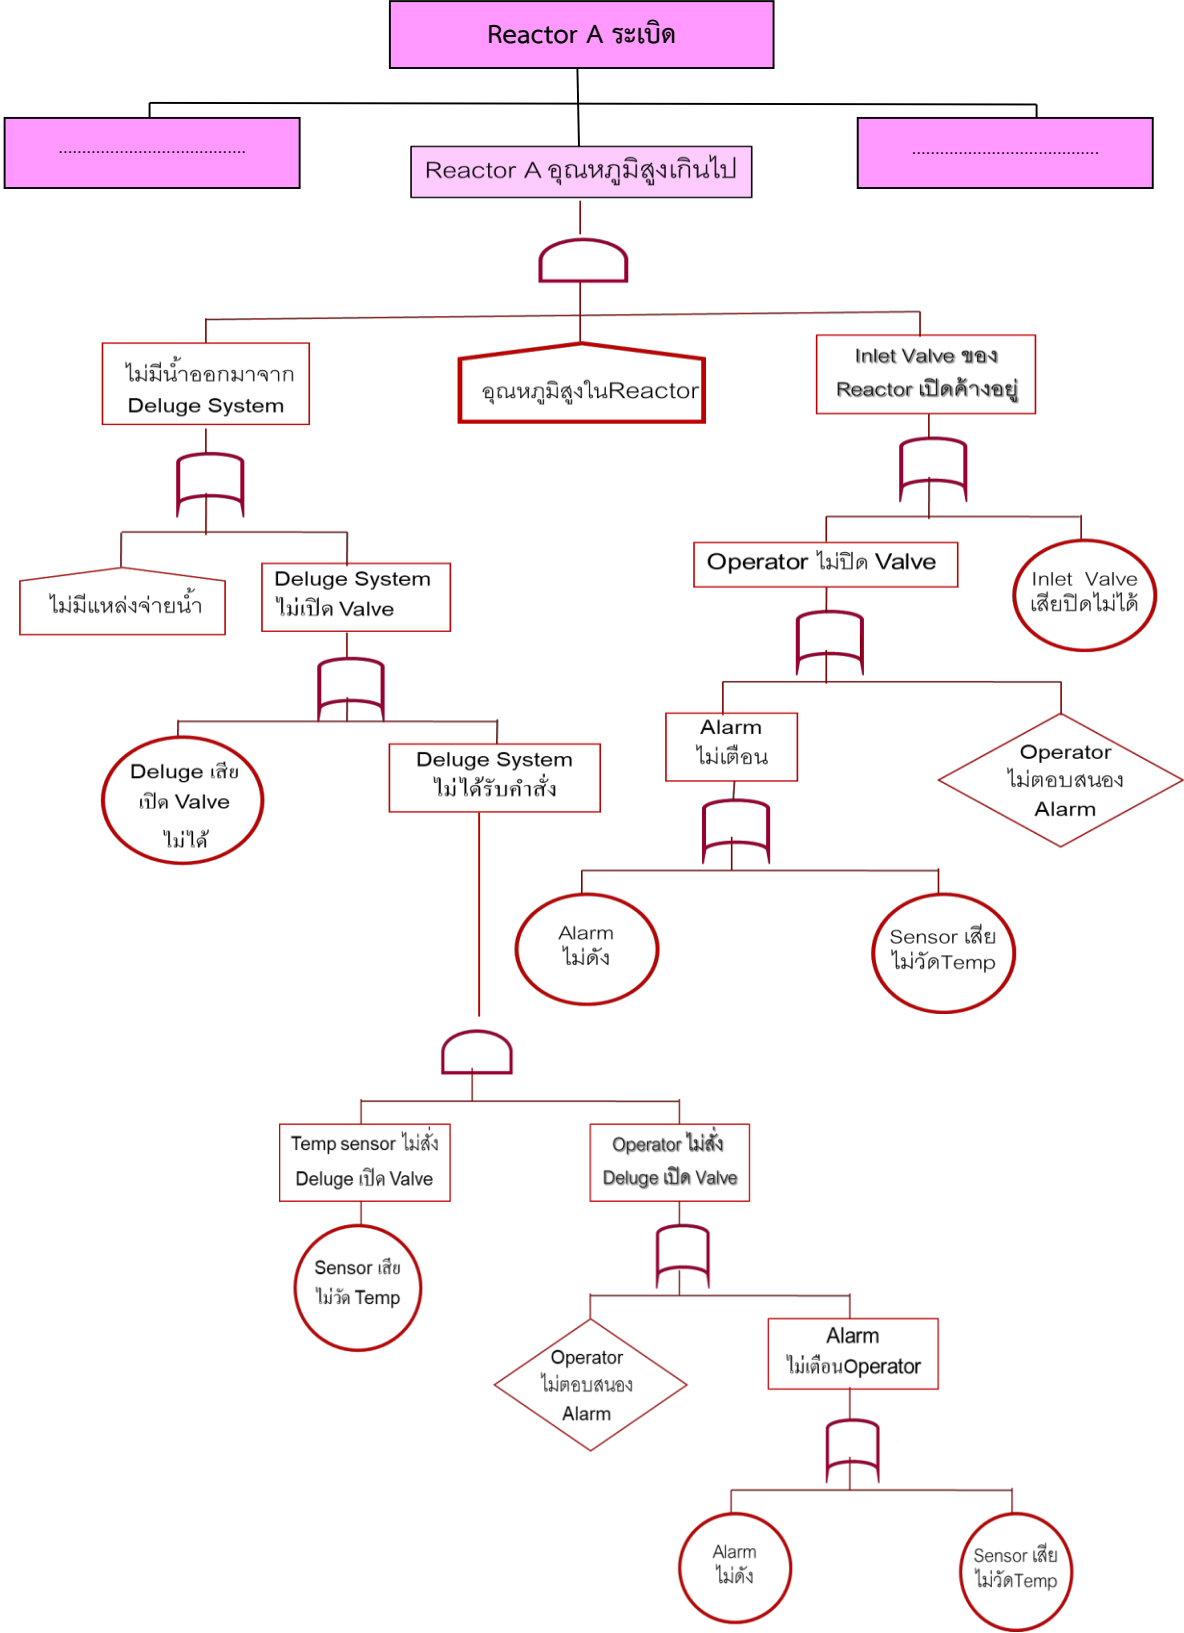 Reactor A ระเบิด
........................................
........................................
Reactor A อุณหภูมิสูงเกินไป
ไม่มีน้ำออกมาจาก
Deluge System
อุณหภูมิสูงในReactor
Inlet Valve ของ
Reactor เปิดค้างอยู่
ไม่มีแหล่งจ่ายน้ำ
Deluge System
ไม่เปิด Valve
Operator ไม่ปิด Valve
Inlet Valve
เสียปิดไม่ได้
Deluge เสีย
เปิด Valve
ไม่ได้
Deluge System
ไม่ได้รับคำสั่ง
Alarm
ไม่เตือน
Operator
ไม่ตอบสนอง
Alarm
Alarm
ไม่ดัง
Sensor เสีย
ไม่วัดTemp
Temp sensor ไม่สั่ง
Deluge เปิด Valve
Operator ไม่สั่ง
Deluge เปิด Valve
Sensor เสีย
ไม่วัด Temp
Operator
ไม่ตอบสนอง
Alarm
Alarm
ไม่เตือนOperator
Alarm
ไม่ดัง
Sensor เสีย
ไม่วัดTemp